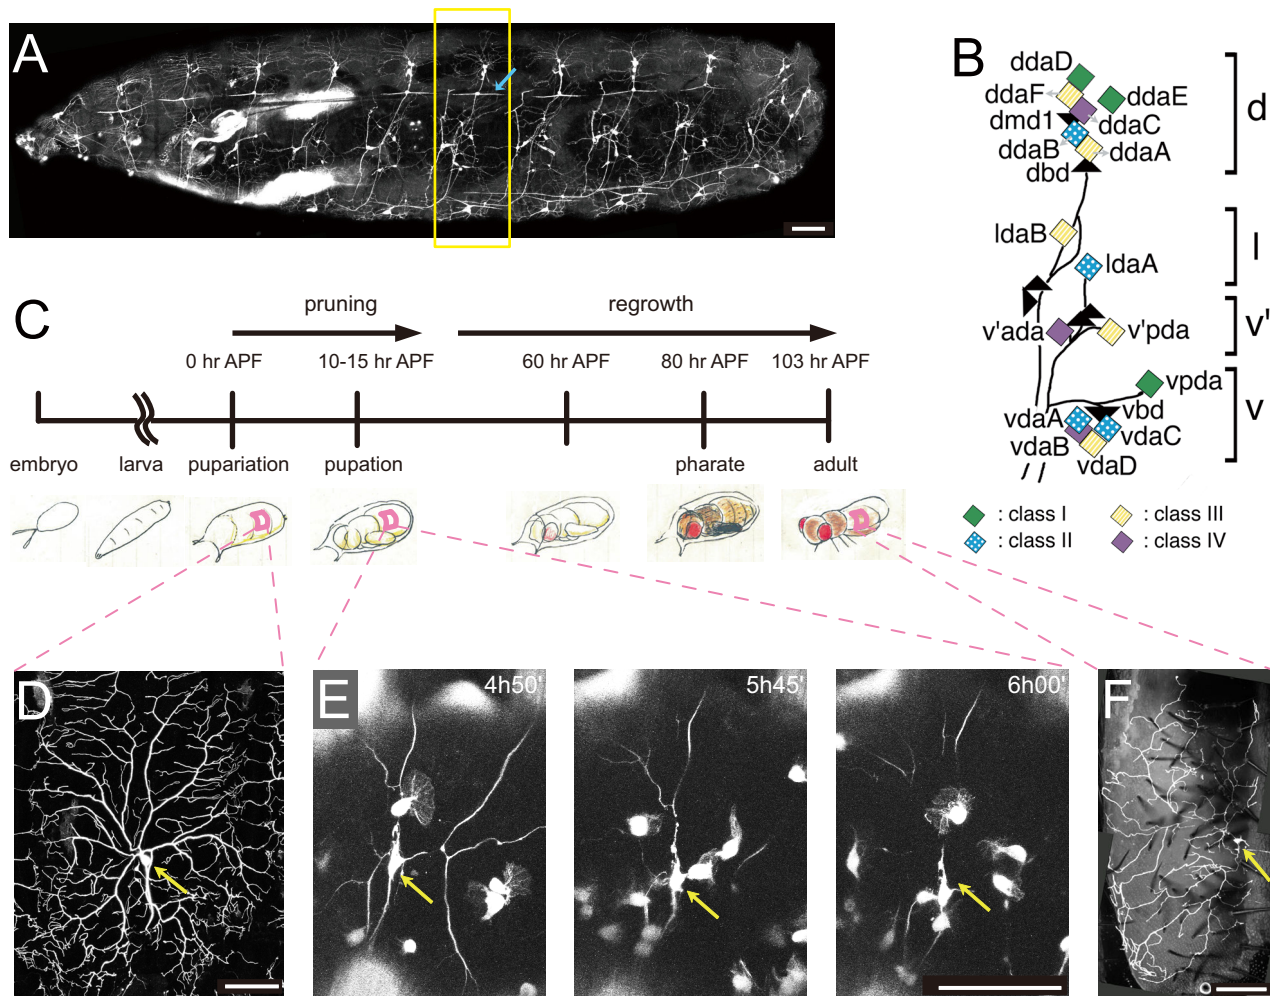 A
B
ddaD
ddaF
ddaE
dmd1
ddaC
ddaB
ddaA
dbd
d
ldaB
ldaA
l
v'ada
v'pda
v'
vpda
vdaA
vbd
vdaB
vdaC
vdaD
v
: class I
: class III
: class II
: class IV
C
pruning
regrowth
0 hr APF
10-15 hr APF
60 hr APF
80 hr APF
103 hr APF
embryo
larva
pupariation
pupation
pharate
adult
D
E
4h50'
5h45'
6h00'
F